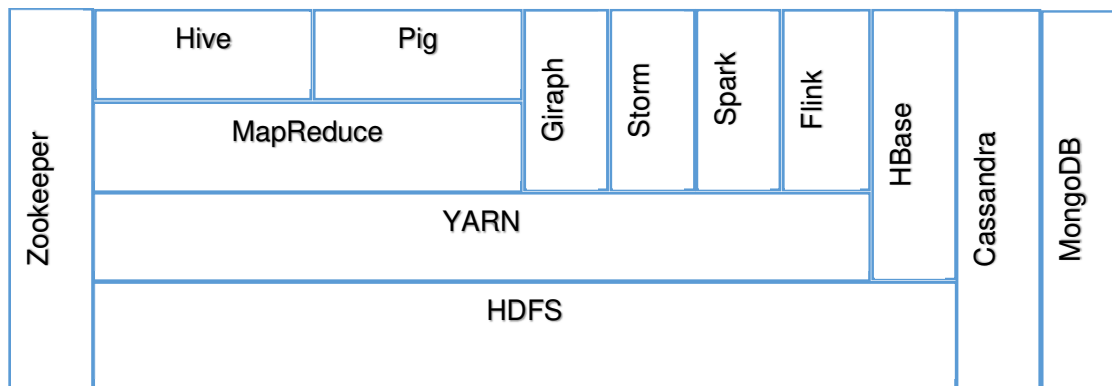 Zookeeper
Hive
Pig
MapReduce
Giraph
Storm
Spark
Flink
YARN
HBase
HDFS
Cassandra
MongoDB